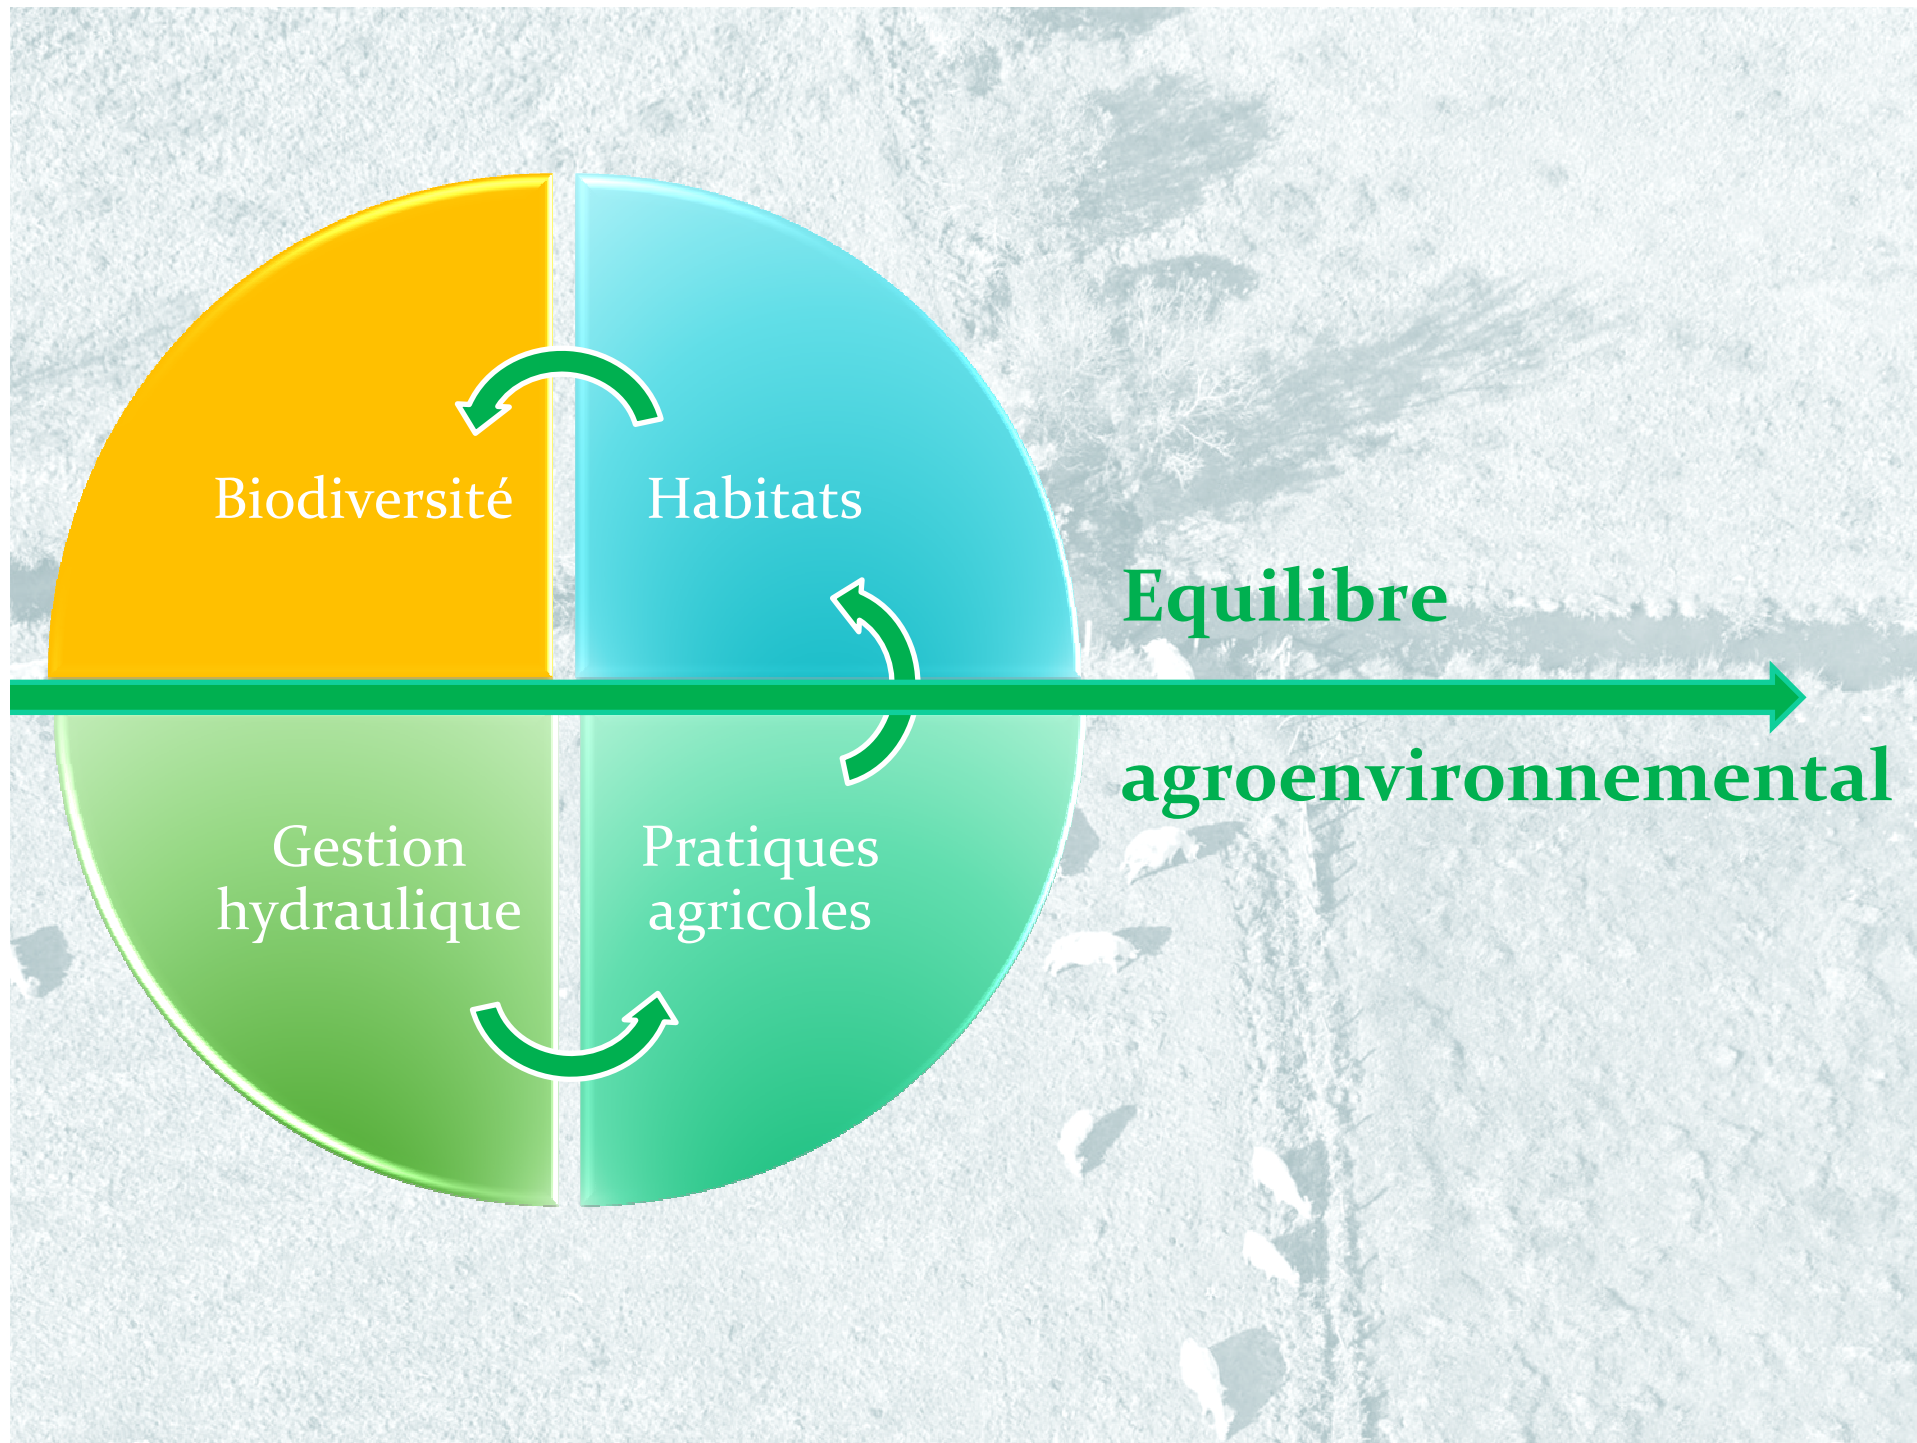 Biodiversité
Habitats
Equilibre
agroenvironnemental
Gestion
hydraulique
Pratiques
agricoles